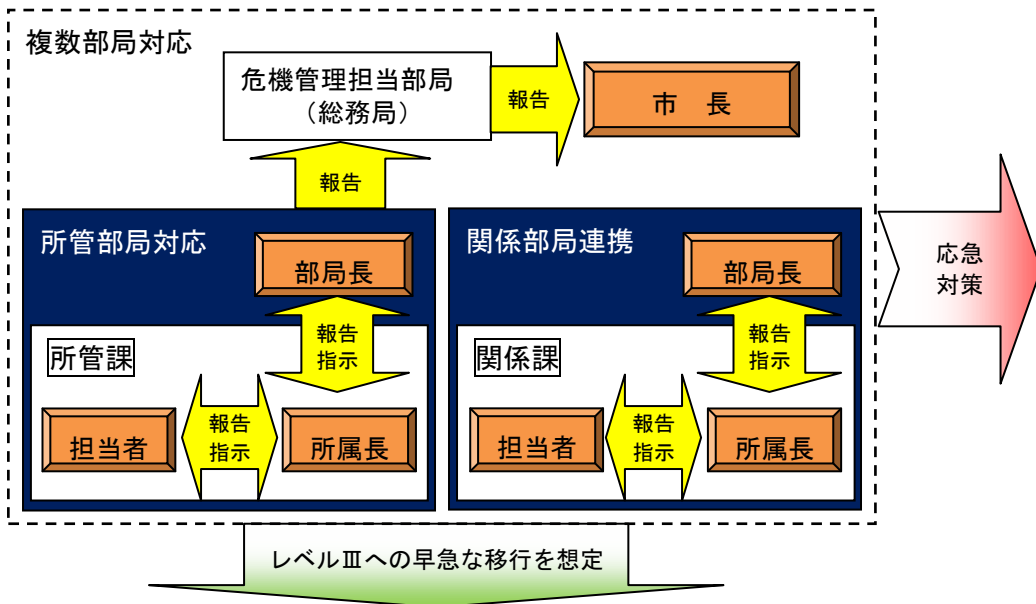 複数部局対応
危機管理担当部局
（総務局）
報告
市　長
報告
所管部局対応
部局長
報告
指示
所管課
担当者
報告
指示
所属長
関係部局連携
部局長
報告
指示
関係課
担当者
報告
指示
所属長
応急
対策
レベルⅢへの早急な移行を想定